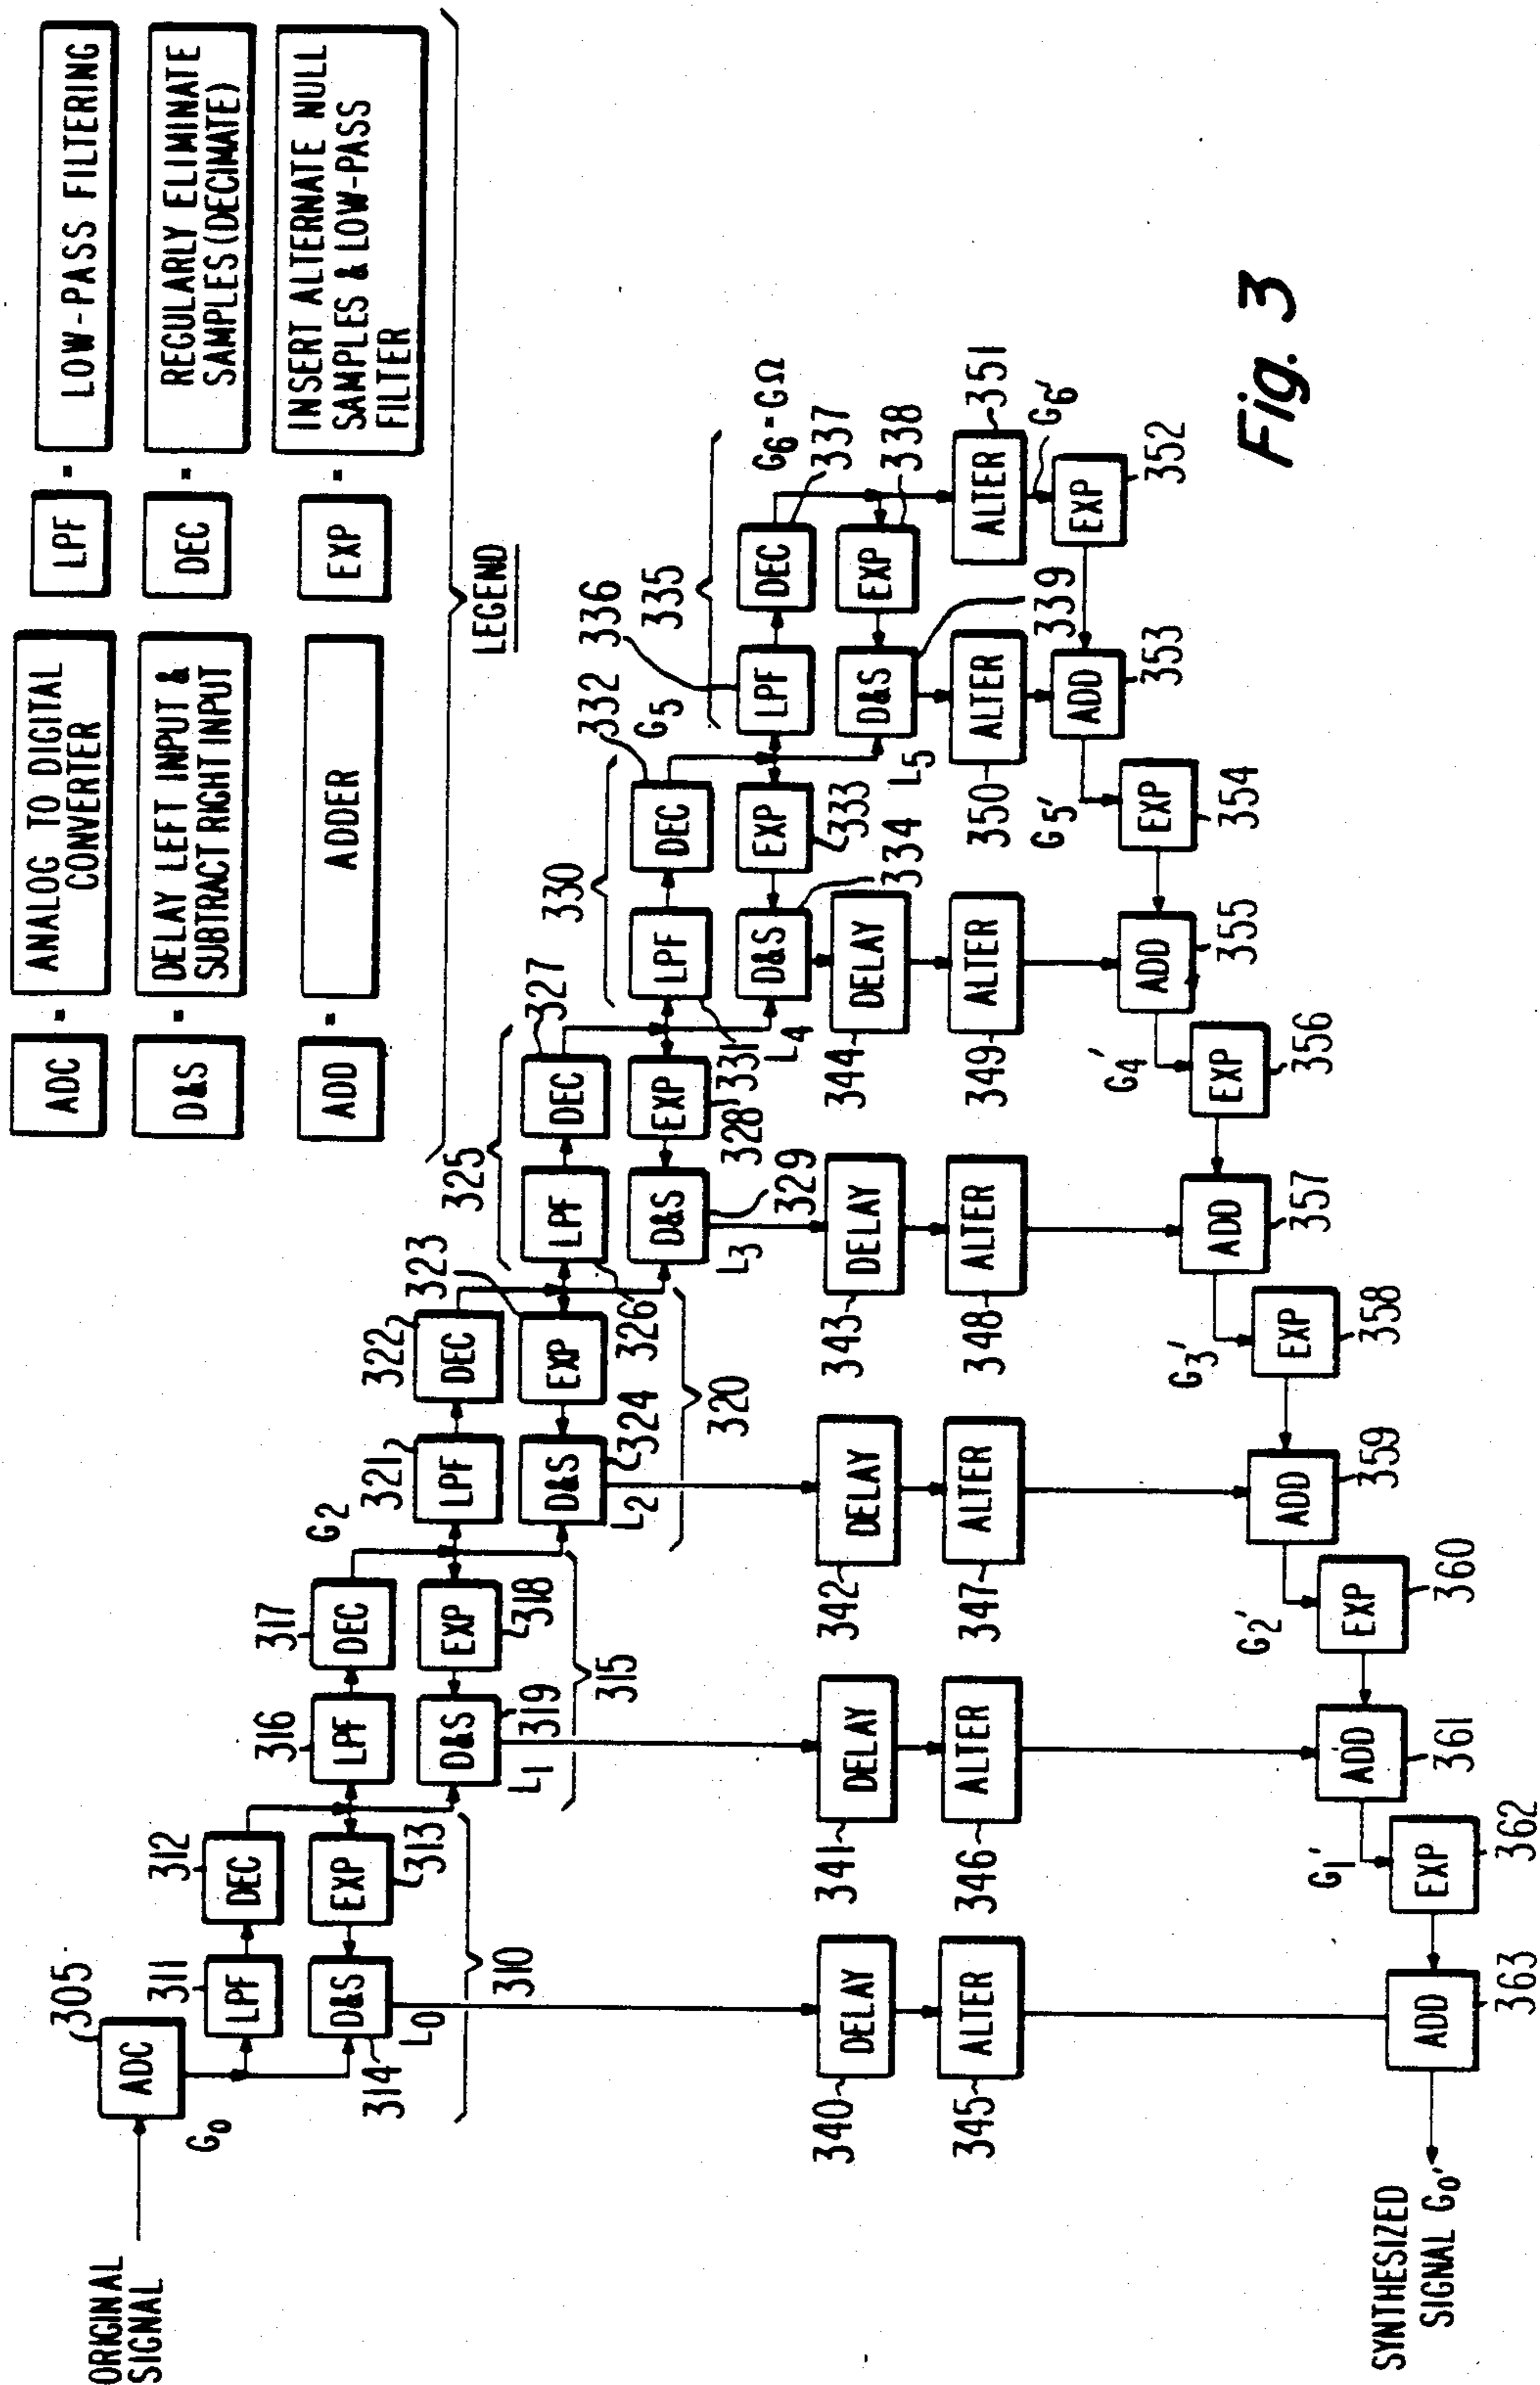 ADC = ANALOG TO DIGITAL
CONVERTER
LPF = LOW-PASS FILTERING
D&S = DELAY LEFT INPUT &
SUBTRACT RIGHT INPUT
DEC = REGULARLY ELIMINATE
SAMPLES (DECIMATE)
ADD = ADDER
EXP = INSERT ALTERNATE NULL
SAMPLES & LOW-PASS
FILTER
LEGEND
ORIGINAL
SIGNAL
ADC 305
G0
311 LPF
312 DEC
EXP 313
D&S 314
L0
310
316 LPF
317 DEC
EXP 318
D&S 319
L1
315
G2
321 LPF
322 DEC
323 EXP
D&S 324
L2
320
325
LPF 326
DEC 327
EXP 328
D&S 329
L3
330
LPF 331
332 DEC
EXP 333
D&S 334
L4
G5
335
336 LPF
DEC 337
EXP 338
D&S 339
L5
G6 = GΩ
340 DELAY
341 DELAY
342 DELAY
343 DELAY
344 DELAY
345 ALTER
346 ALTER
347 ALTER
348 ALTER
349 ALTER
350 ALTER
ALTER 351
G6'
EXP 352
ADD 353
G5'
EXP 354
ADD 355
G4'
EXP 356
ADD 357
G3'
EXP 358
ADD 359
G2'
EXP 360
ADD 361
G1'
EXP 362
ADD 363
SYNTHESIZED
SIGNAL G0'
Fig. 3